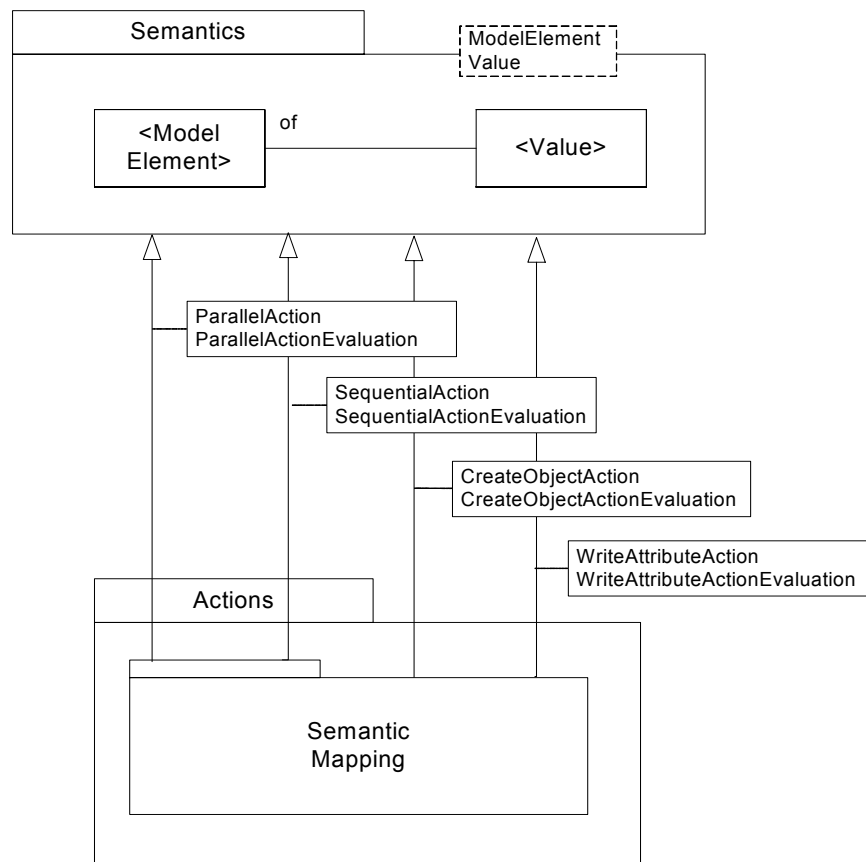 Semantics
ModelElement
Value
<Model
Element>
of
<Value>
ParallelAction
ParallelActionEvaluation
SequentialAction
SequentialActionEvaluation
CreateObjectAction
CreateObjectActionEvaluation
WriteAttributeAction
WriteAttributeActionEvaluation
Actions
Semantic
Mapping